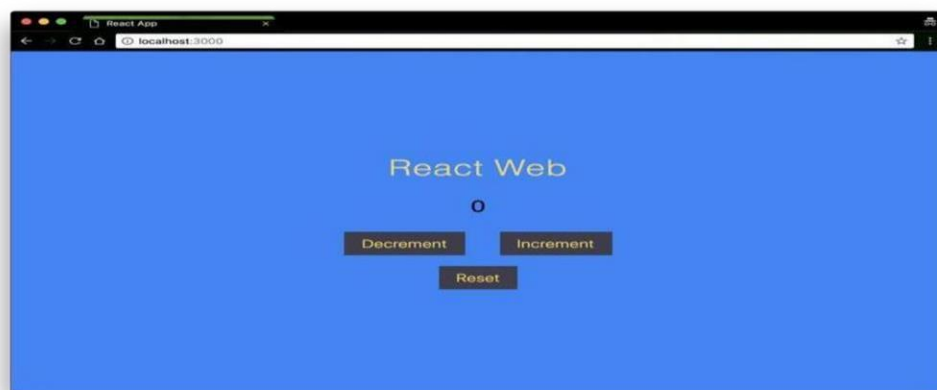 React App
localhost:3000
React Web
0
Decrement Increment
Reset